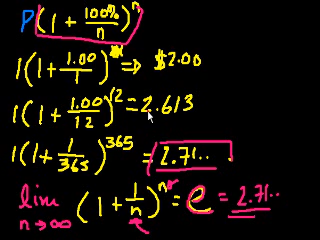 P(1 + 100%/n)^n
1(1 + 1.00/1)^1 ⇒ $2.00
1(1 + 1.00/12)^12 = 2.613
1(1 + 1/365)^365 = 2.71..
lim n→∞ (1 + 1/n)^n = e = 2.71..